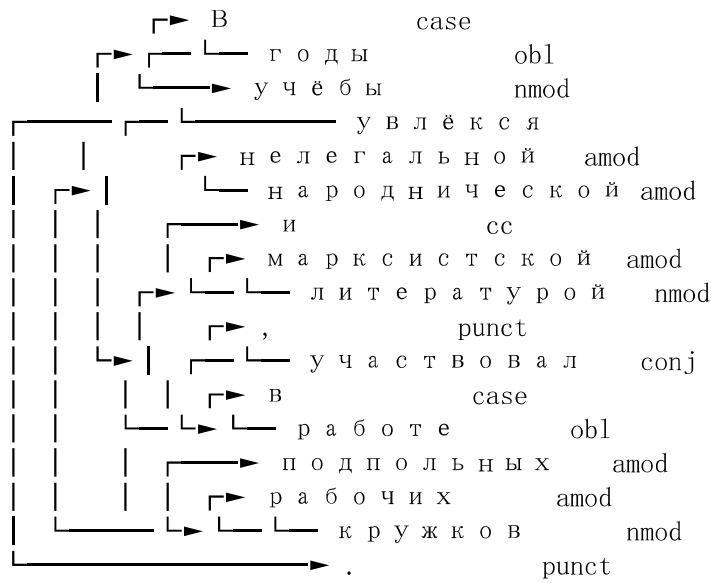 В case
годы obl
учёбы nmod
увлёкся
нелегальной amod
народнической amod
и cc
марксистской amod
литературой nmod
, punct
участвовал conj
в case
работе obl
подпольных amod
рабочих amod
кружков nmod
. punct